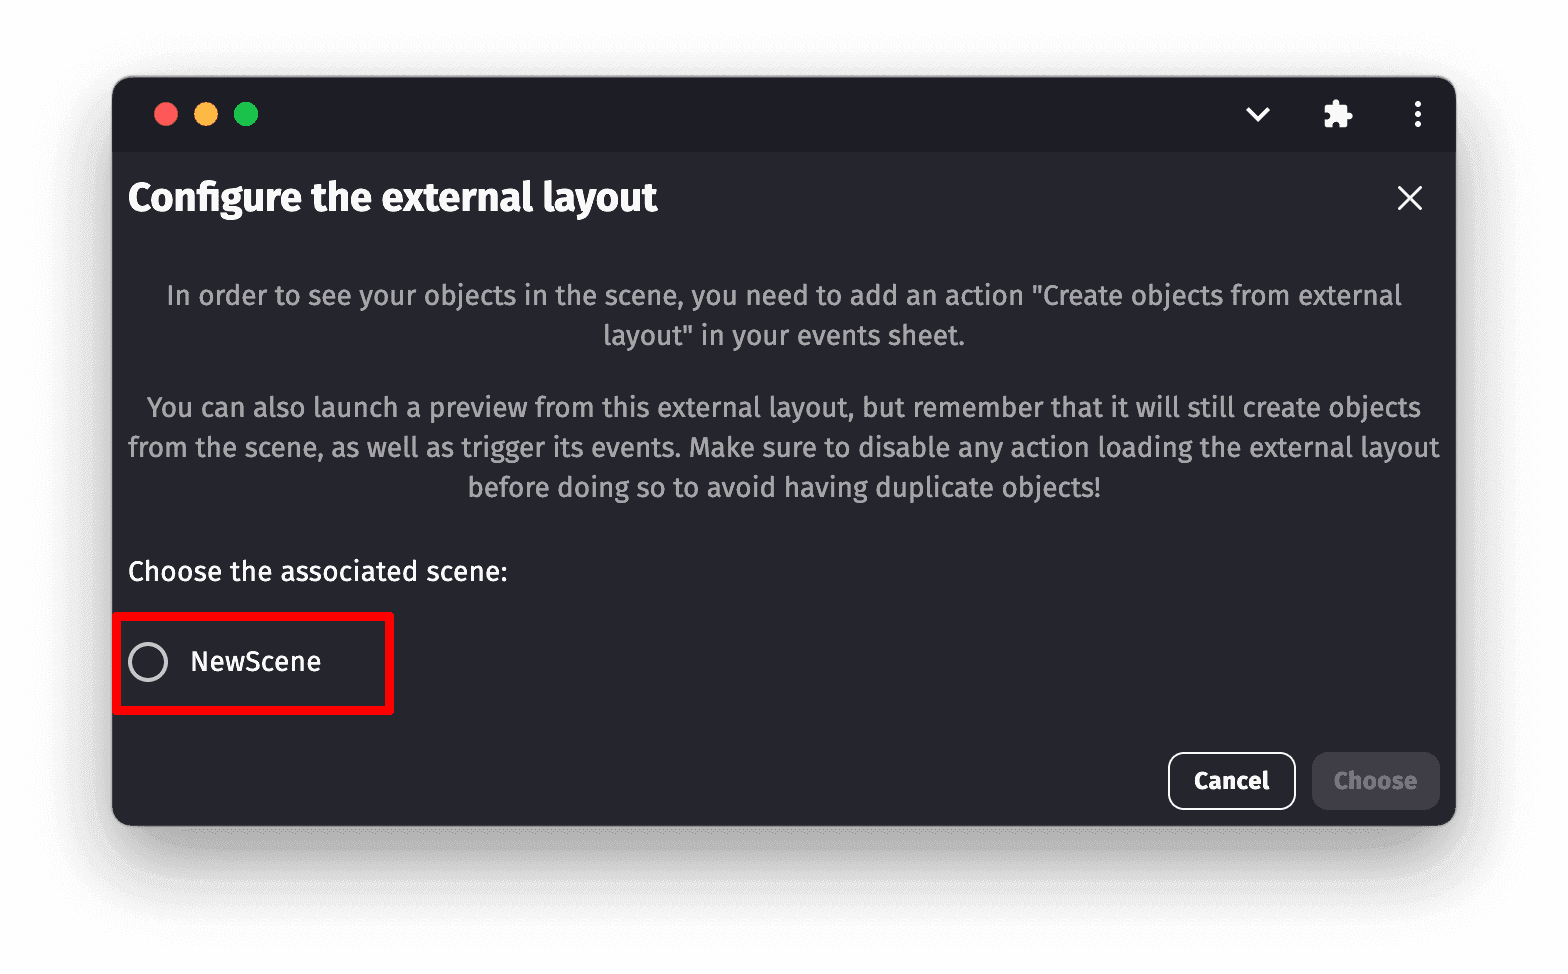 Configure the external layout
In order to see your objects in the scene, you need to add an action "Create objects from external
layout" in your events sheet.
You can also launch a preview from this external layout, but remember that it will still create objects
from the scene, as well as trigger its events. Make sure to disable any action loading the external layout
before doing so to avoid having duplicate objects!
Choose the associated scene:
NewScene
Cancel
Choose